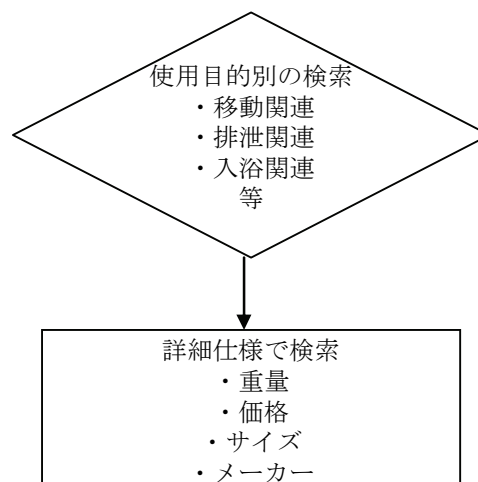 使用目的別の検索
・移動関連
・排泄関連
・入浴関連
等
詳細仕様で検索
・重量
・価格
・サイズ
・メーカー